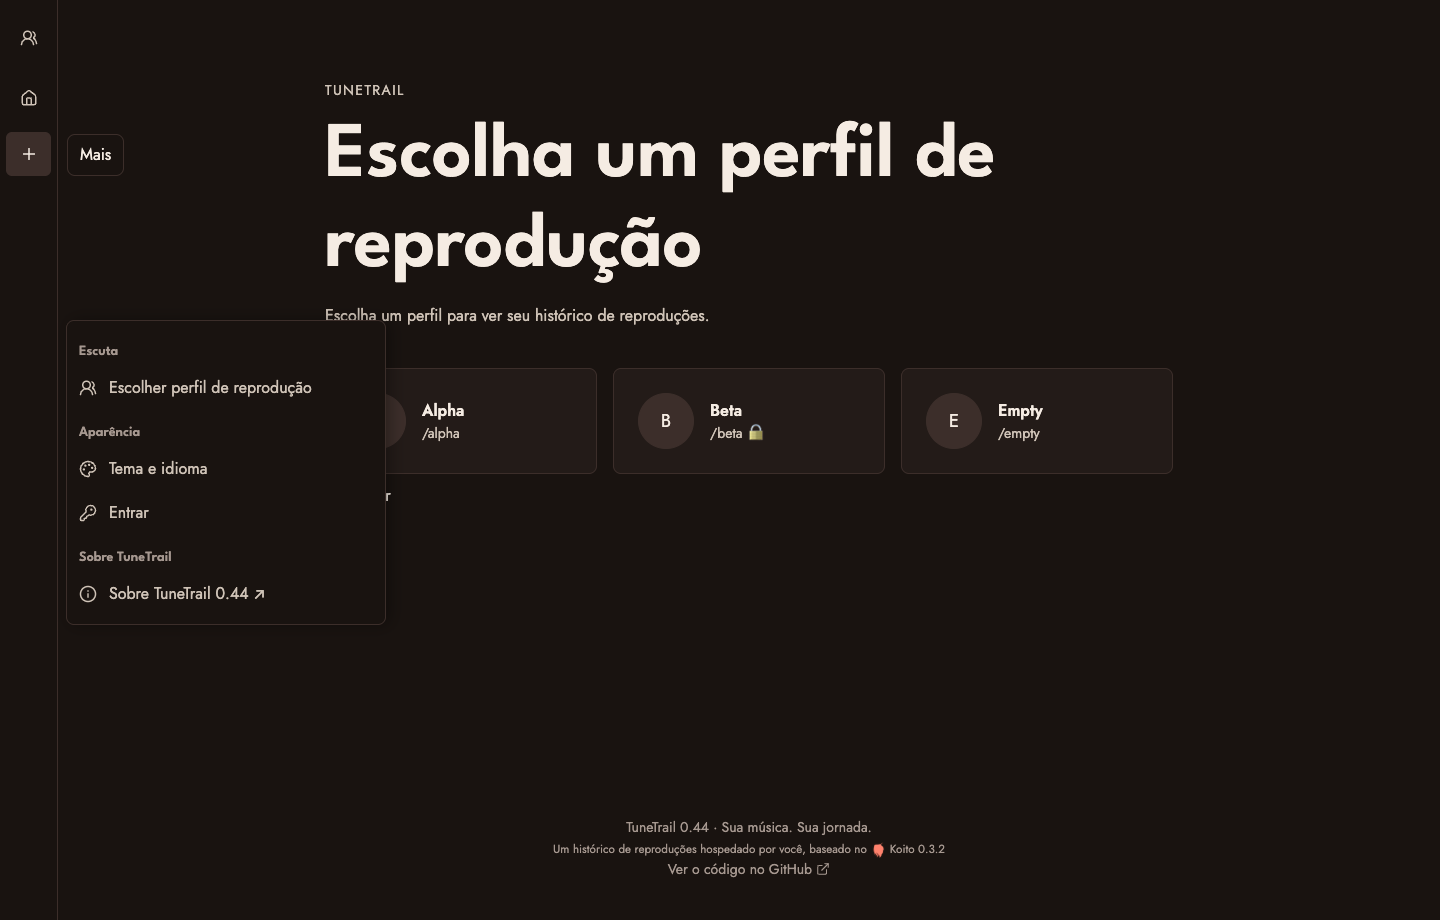 TUNETRAIL
Mais
Escolha um perfil de
reprodução
Escolha um perfil para ver seu histórico de reproduções.
Escuta
Escolher perfil de reprodução
Aparência
Tema e idioma
Entrar
Sobre TuneTrail
Sobre TuneTrail 0.44 ↗
Alpha
/alpha
B
Beta
/beta 🔒
E
Empty
/empty
r
TuneTrail 0.44 · Sua música. Sua jornada.
Um histórico de reproduções hospedado por você, baseado no Koito 0.3.2
Ver o código no GitHub